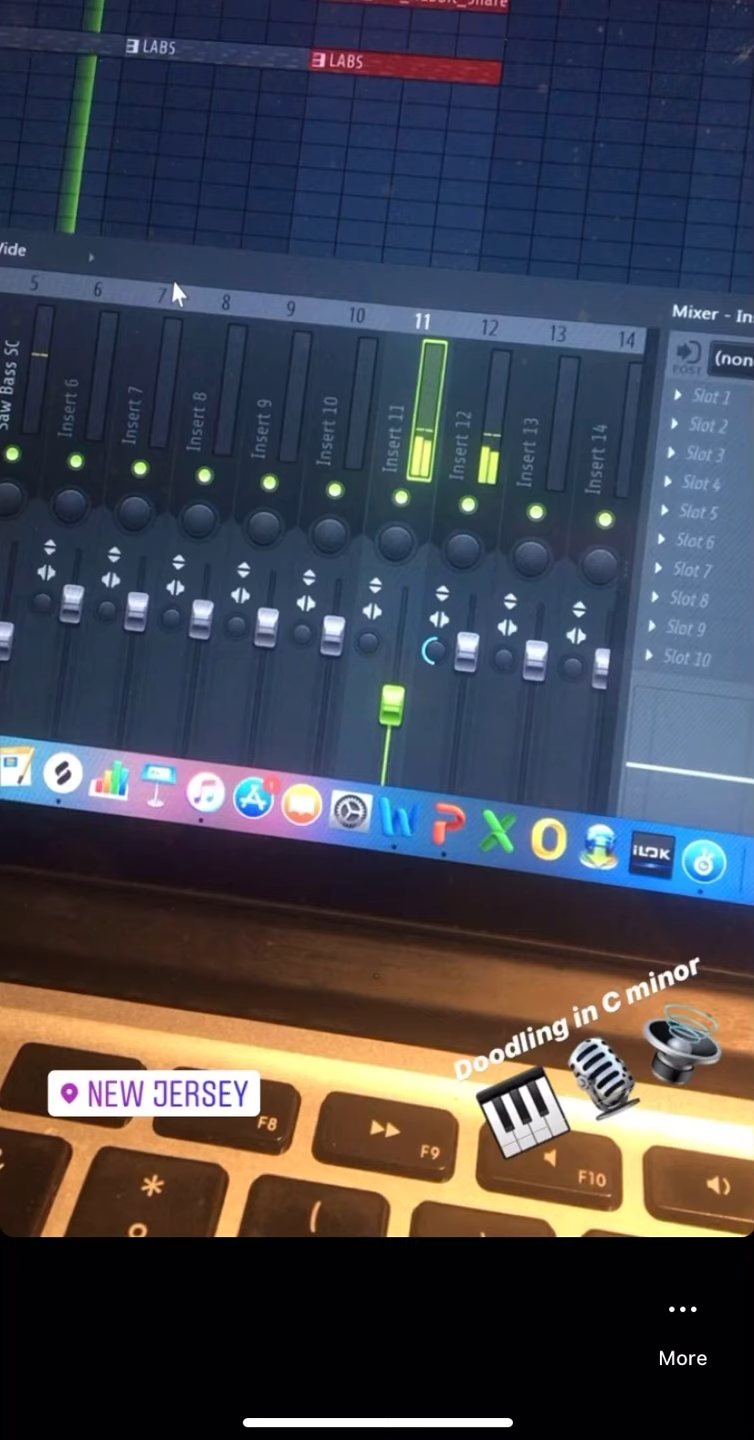 LABS
LABS
5 6 7 8 9 10 11 12 13 14
Insert 6
Insert 7
Insert 8
Insert 9
Insert 10
Insert 11
Insert 12
Insert 13
Insert 14
Bass SC
POST
Slot 1
Slot 2
Slot 3
Slot 4
Slot 5
Slot 6
Slot 7
Slot 8
Slot 9
Slot 10
Mixer -
W P X O iLOK
Doodling in C minor
NEW JERSEY
F8
F9
F10
*
(
More